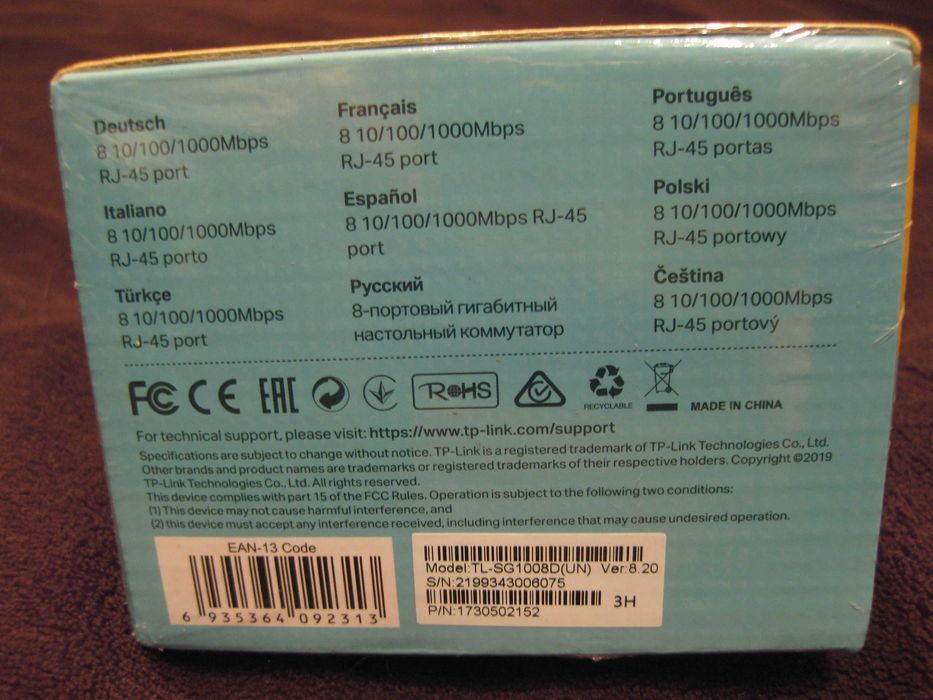 Deutsch
8 10/100/1000Mbps
RJ-45 port
Français
8 10/100/1000Mbps
RJ-45 port
Português
8 10/100/1000Mbps
RJ-45 portas
Italiano
8 10/100/1000Mbps
RJ-45 porto
Español
8 10/100/1000Mbps RJ-45
port
Polski
8 10/100/1000Mbps
RJ-45 portowy
Türkçe
8 10/100/1000Mbps
RJ-45 port
Русский
8-портовый гигабитный
настольный коммутатор
Čeština
8 10/100/1000Mbps
RJ-45 portový
FC CE EAC RoHS RECYCLABLE MADE IN CHINA
For technical support, please visit: https://www.tp-link.com/support
Specifications are subject to change without notice. TP-Link is a registered trademark of TP-Link Technologies Co., Ltd.
Other brands and product names are trademarks or registered trademarks of their respective holders. Copyright ©2019
TP-Link Technologies Co., Ltd. All rights reserved.
This device complies with part 15 of the FCC Rules. Operation is subject to the following two conditions:
(1) This device may not cause harmful interference, and
(2) this device must accept any interference received, including interference that may cause undesired operation.
EAN-13 Code
6 935364 092313
Model:TL-SG1008D(UN) Ver:8.20
S/N:2199343006075
3H
P/N:1730502152